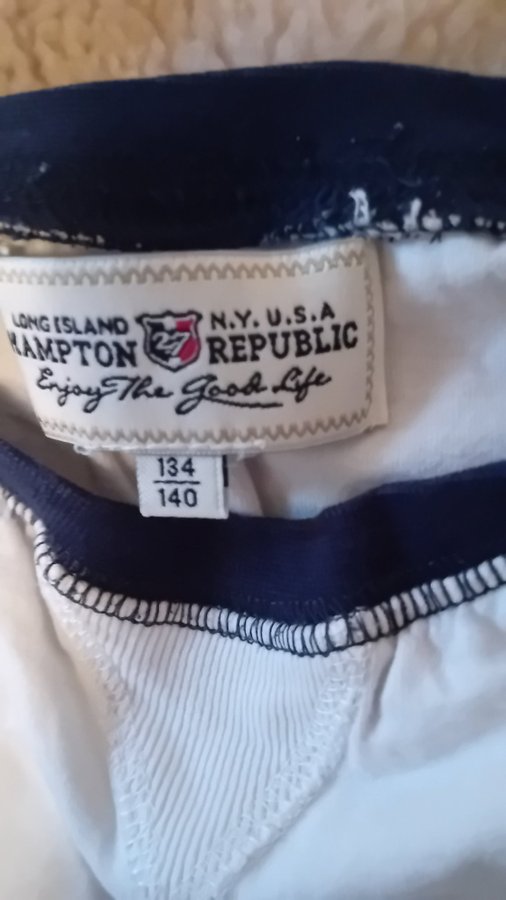 LONG ISLAND N.Y. U.S.A
HAMPTON 27 REPUBLIC
Enjoy The Good Life
134
140